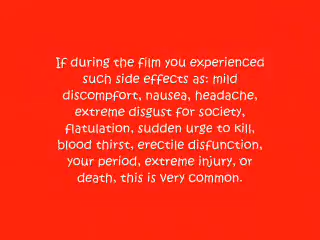 If during the film you experienced
such side effects as: mild
discompfort, nausea, headache,
extreme disgust for society,
flatulation, sudden urge to kill,
blood thirst, erectile disfunction,
your period, extreme injury, or
death, this is very common.